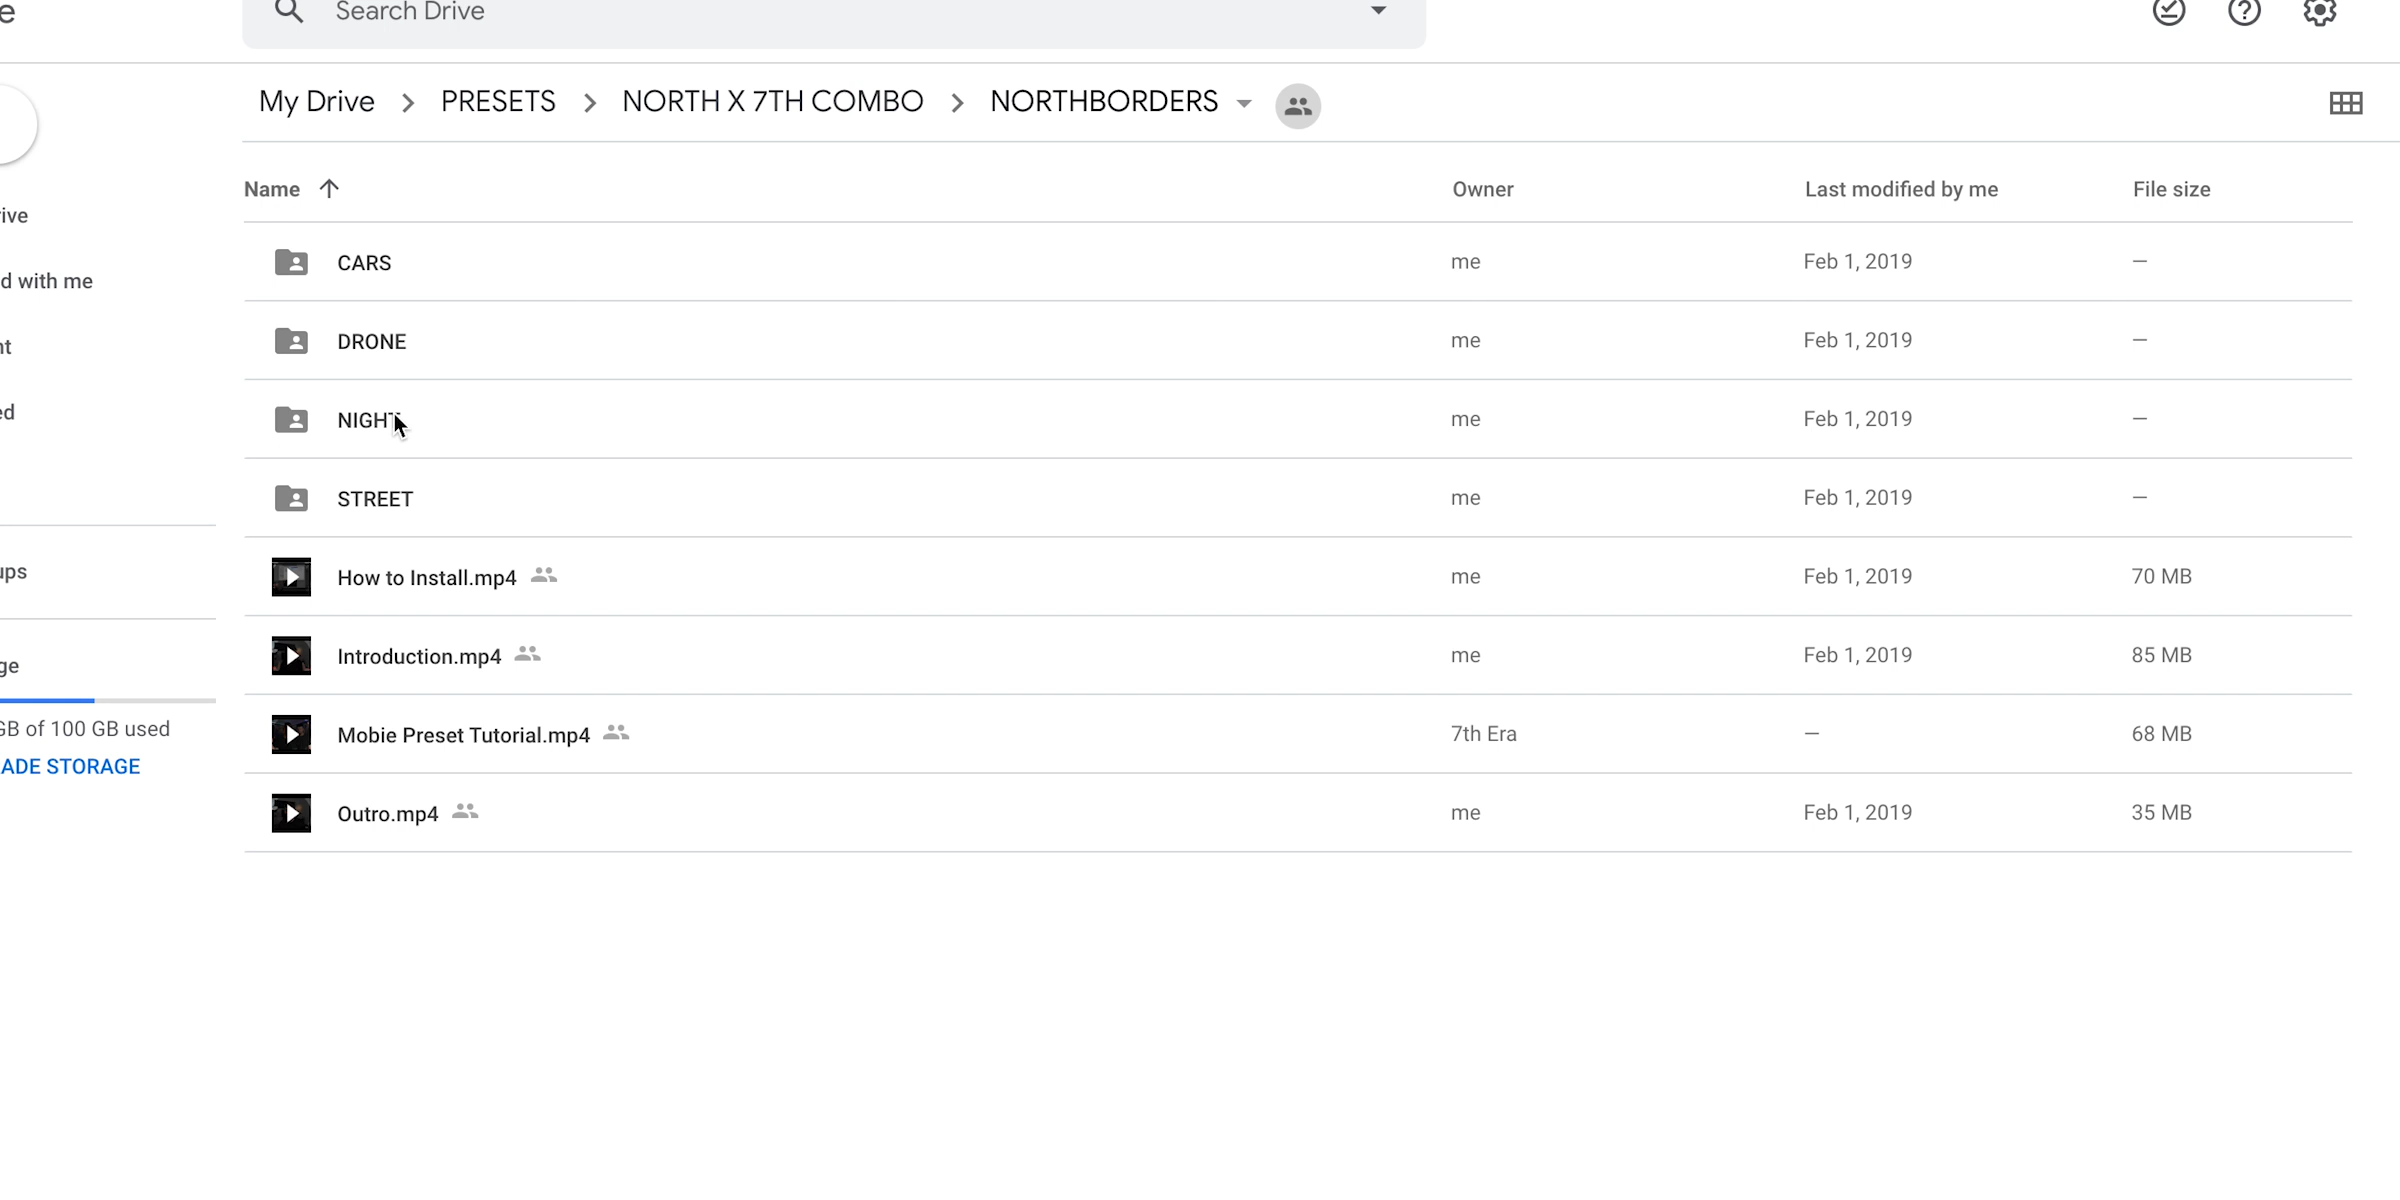 e
Search Drive
My Drive > PRESETS > NORTH X 7TH COMBO > NORTHBORDERS
Name Owner Last modified by me File size
ive
CARS me Feb 1, 2019 —
d with me
DRONE me Feb 1, 2019 —
nt
NIGHT me Feb 1, 2019 —
ed
STREET me Feb 1, 2019 —
ups
How to Install.mp4 me Feb 1, 2019 70 MB
Introduction.mp4 me Feb 1, 2019 85 MB
ge
GB of 100 GB used
Mobie Preset Tutorial.mp4 7th Era — 68 MB
ADE STORAGE
Outro.mp4 me Feb 1, 2019 35 MB